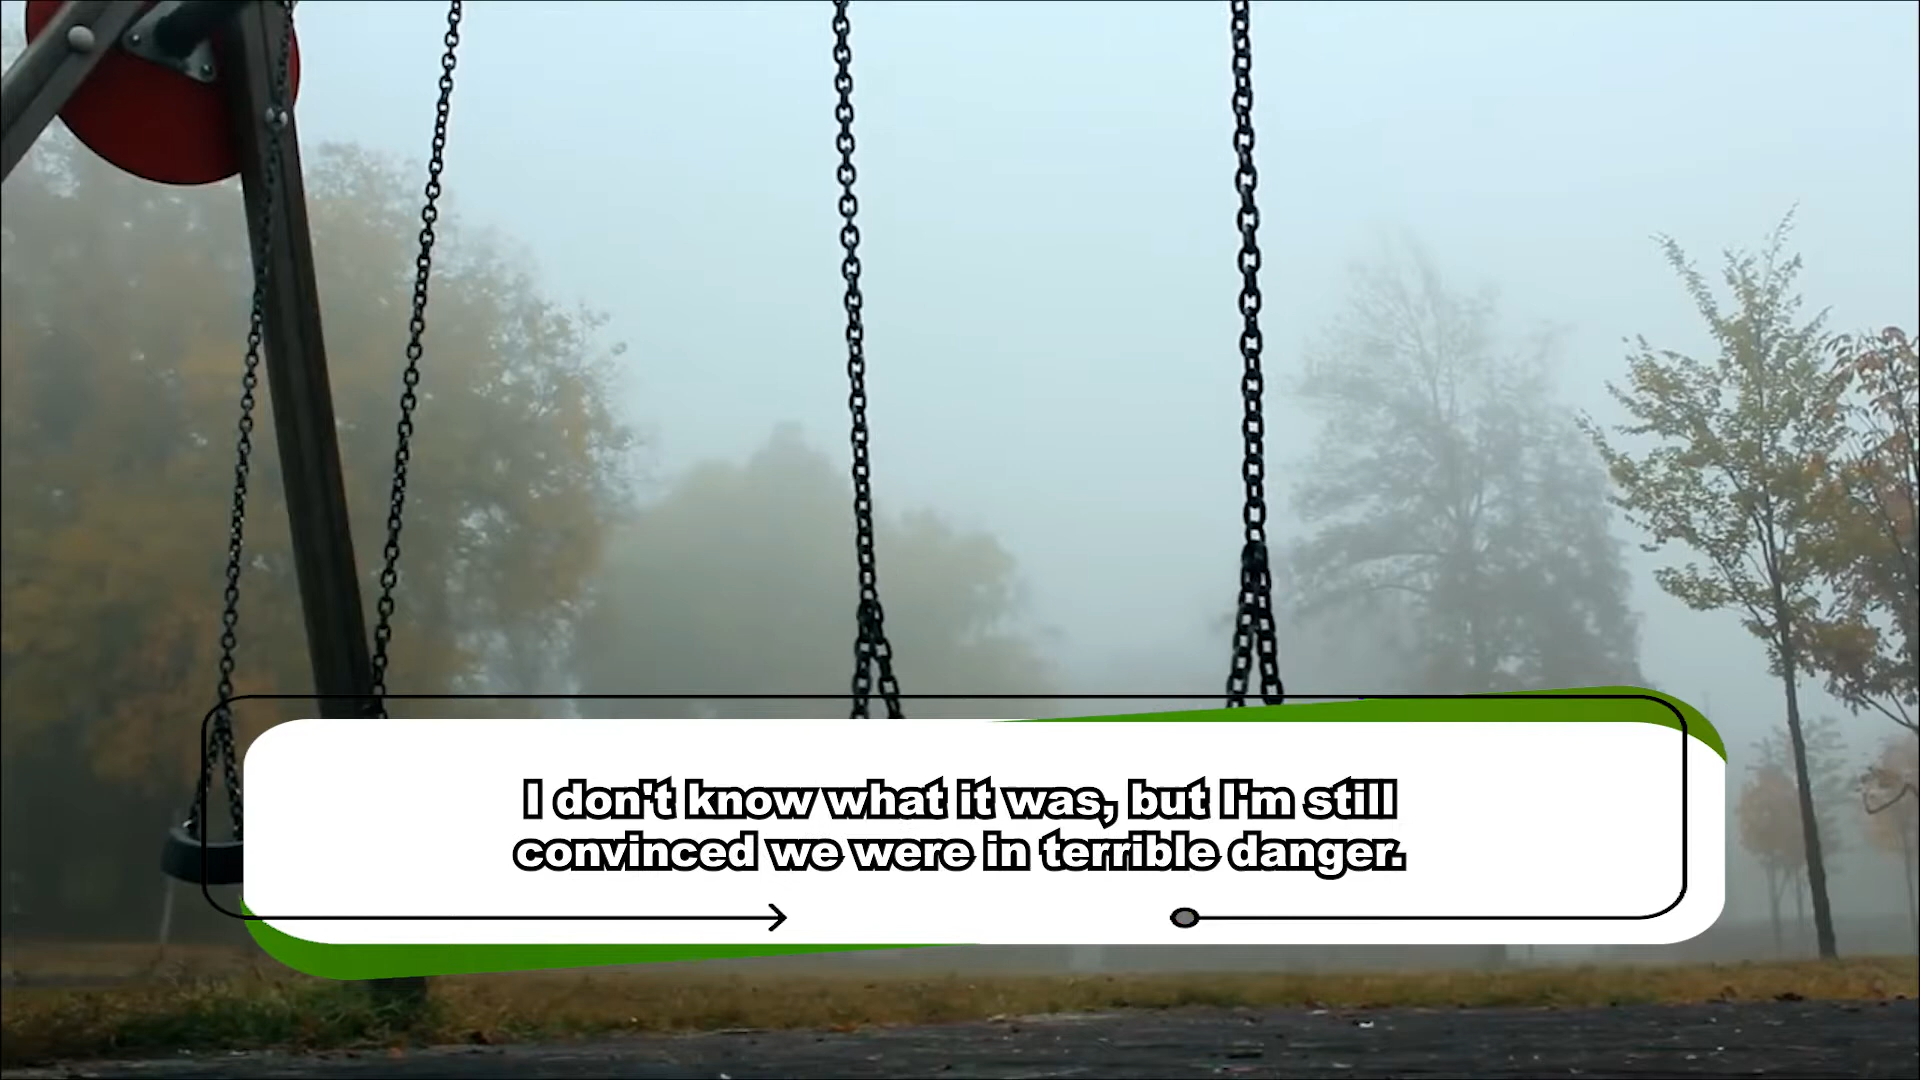 I don't know what it was, but I'm still
convinced we were in terrible danger.